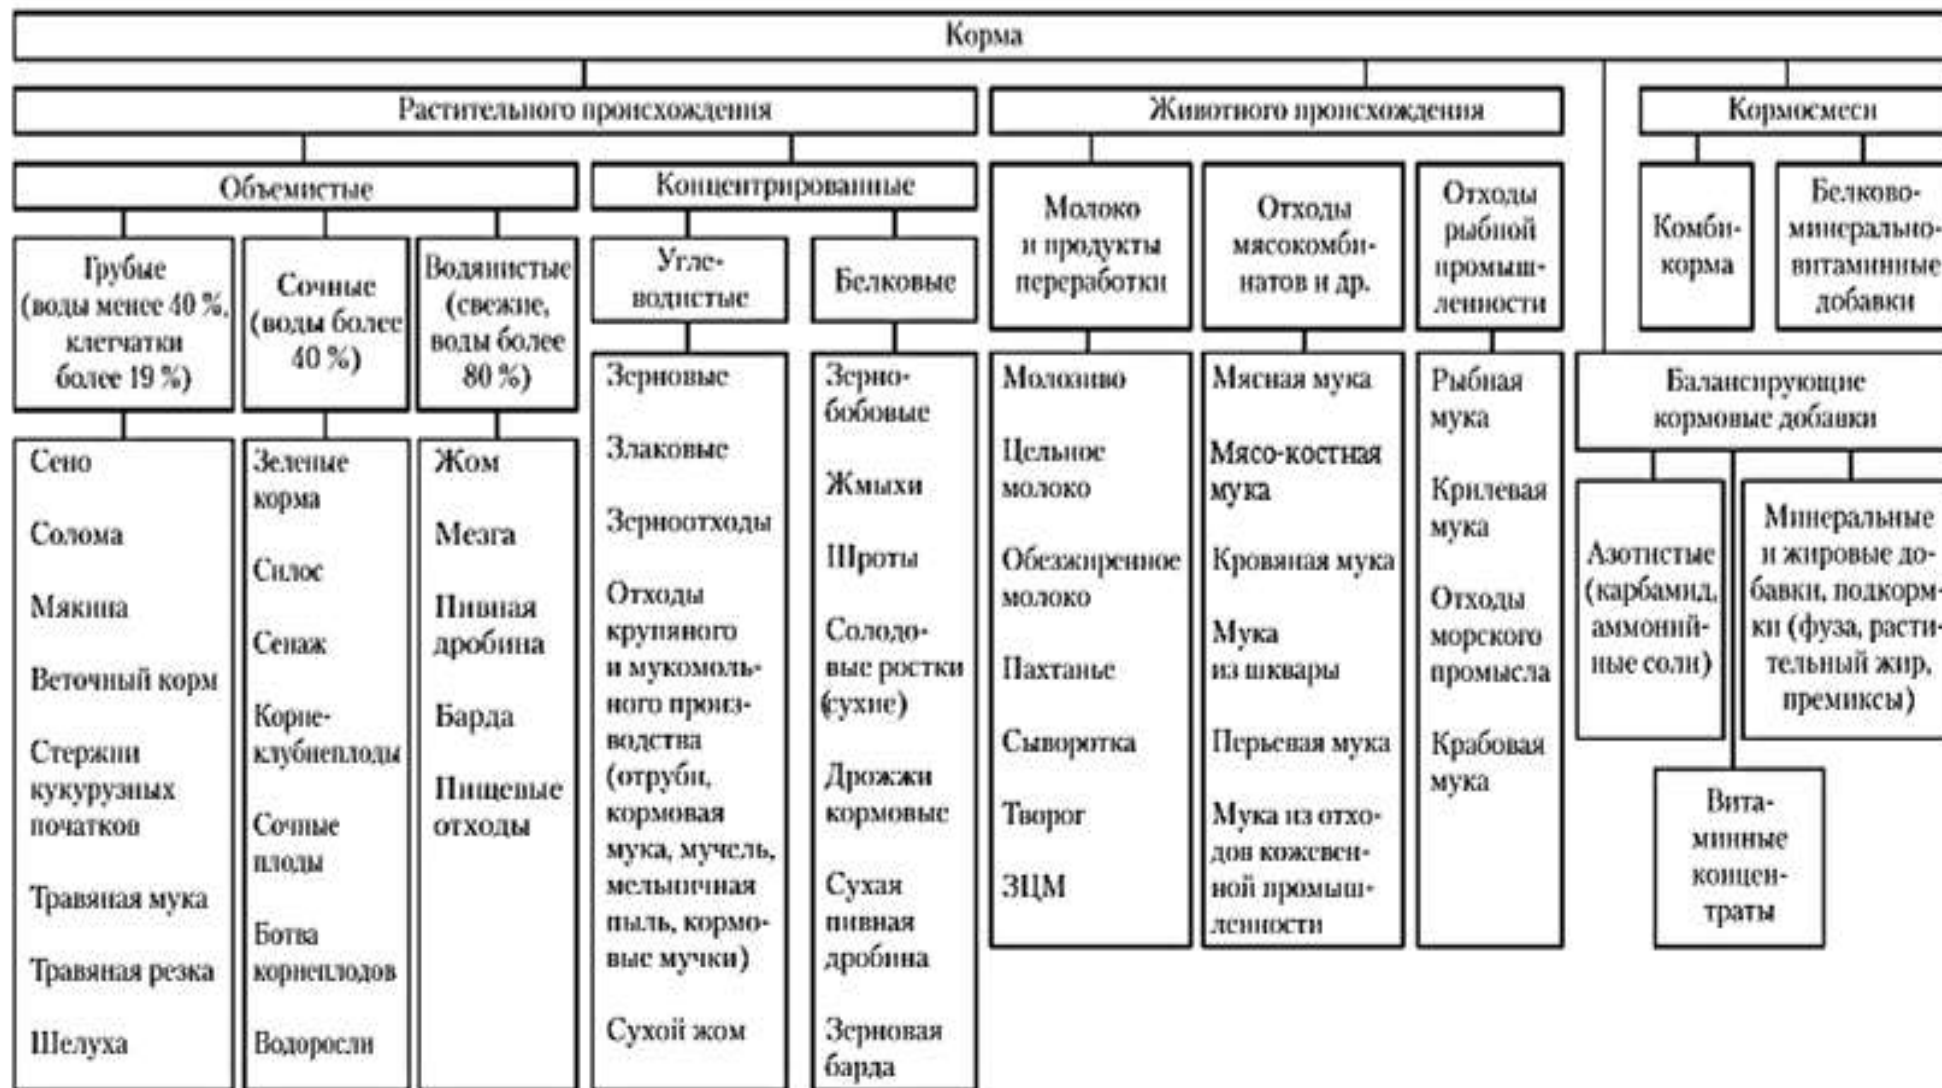 Корма
Растительного происхождения
Животного происхождения
Кормосмеси
Объемистые
Концентрированные
Молоко
и продукты
переработки
Отходы
мясокомби-
натов и др.
Отходы
рыбной
промыш-
ленности
Комби-
корма
Белково-
минерально-
витаминные
добавки
Грубые
(воды менее 40 %,
клетчатки
более 19 %)
Сочные
(воды более
40 %)
Водянистые
(свежие,
воды более
80 %)
Угле-
водистые
Белковые
Сено
Солома
Мякина
Веточный корм
Стержни
кукурузных
початков
Травяная мука
Травяная резка
Шелуха
Зеленые
корма
Силос
Сенаж
Корне-
клубнеплоды
Сочные
плоды
Ботва
корнеплодов
Водоросли
Жом
Мезга
Пивная
дробина
Барда
Пищевые
отходы
Зерновые
Злаковые
Зерноотходы
Отходы
крупяного
и мукомоль-
ного произ-
водства
(отруби,
кормовая
мука, мучель,
мельничная
пыль, кормо-
вые мучки)
Сухой жом
Зерно-
бобовые
Жмыхи
Шроты
Солодо-
вые ростки
(сухие)
Дрожжи
кормовые
Сухая
пивная
дробина
Зерновая
барда
Молозиво
Цельное
молоко
Обезжиренное
молоко
Пахтанье
Сыворотка
Творог
ЗЦМ
Мясная мука
Мясо-костная
мука
Кровяная мука
Мука
из шквары
Перьевая мука
Мука из отхо-
дов кожевен-
ной промыш-
ленности
Рыбная
мука
Крилевая
мука
Отходы
морского
промысла
Крабовая
мука
Балансирующие
кормовые добавки
Азотистые
(карбамид,
аммоний-
ные соли)
Минеральные
и жировые до-
бавки, подкорм-
ки (фуза, расти-
тельный жир,
премиксы)
Вита-
минные
концен-
траты